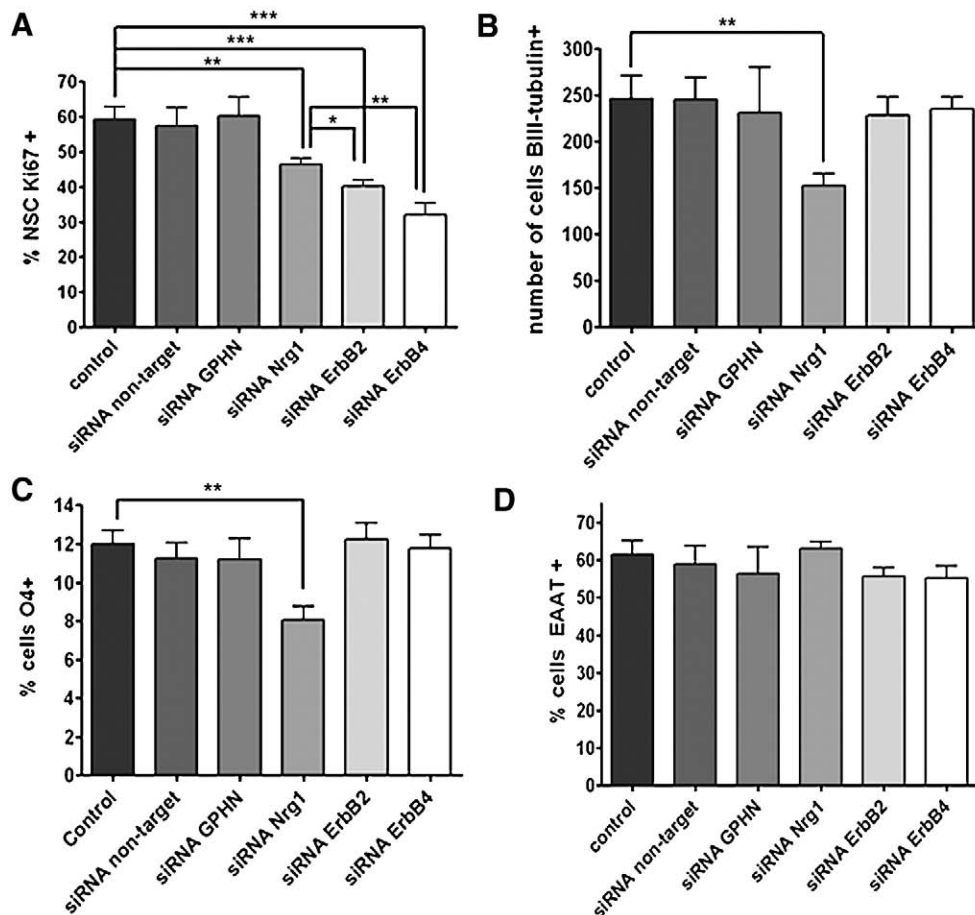 A
***
***
**
**
*
% NSC Ki67 +
70
60
50
40
30
20
10
0
control
siRNA non-target
siRNA GPHN
siRNA Nrg1
siRNA ErbB2
siRNA ErbB4
B
**
number of cells BIII-tubulin+
300
250
200
150
100
50
0
control
siRNA non-target
siRNA GPHN
siRNA Nrg1
siRNA ErbB2
siRNA ErbB4
C
**
% cells O4+
14
12
10
8
6
4
2
0
Control
siRNA non-target
siRNA GPHN
siRNA Nrg1
siRNA ErbB2
siRNA ErbB4
D
% cells EAAT +
70
60
50
40
30
20
10
0
control
siRNA non-target
siRNA GPHN
siRNA Nrg1
siRNA ErbB2
siRNA ErbB4